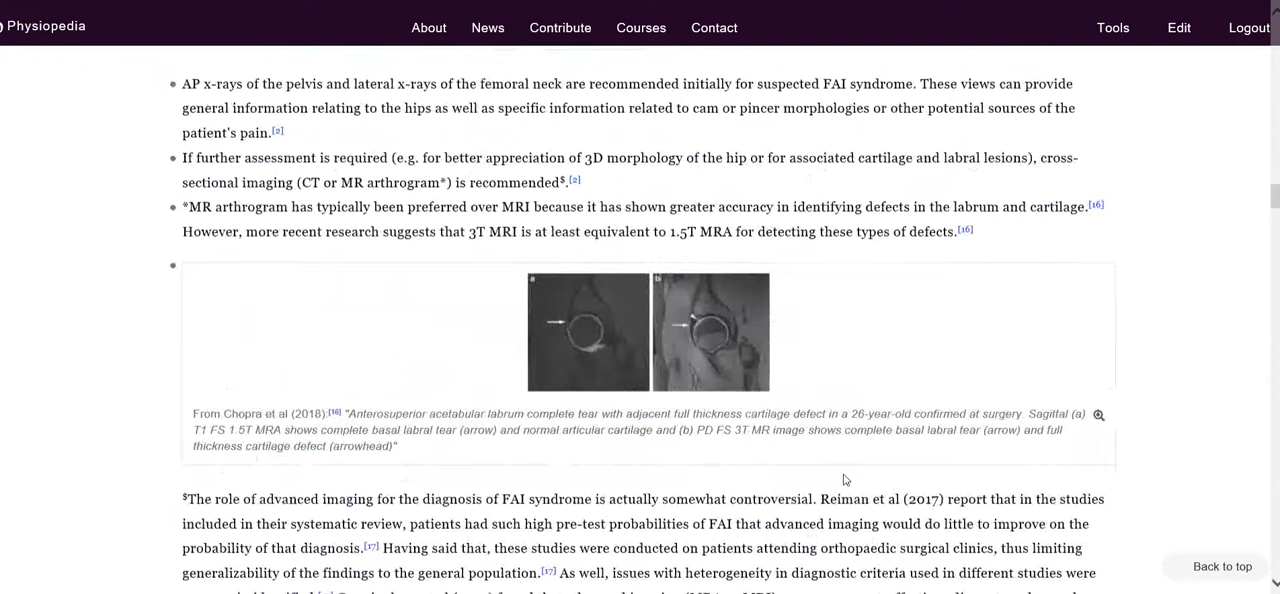 Physiopedia
About News Contribute Courses Contact
Tools Edit Logout
AP x-rays of the pelvis and lateral x-rays of the femoral neck are recommended initially for suspected FAI syndrome. These views can provide
general information relating to the hips as well as specific information related to cam or pincer morphologies or other potential sources of the
patient's pain.[2]
If further assessment is required (e.g. for better appreciation of 3D morphology of the hip or for associated cartilage and labral lesions), cross-
sectional imaging (CT or MR arthrogram*) is recommended$.[2]
*MR arthrogram has typically been preferred over MRI because it has shown greater accuracy in identifying defects in the labrum and cartilage.[16]
However, more recent research suggests that 3T MRI is at least equivalent to 1.5T MRA for detecting these types of defects.[16]
a b
From Chopra et al (2018):[16] "Anterosuperior acetabular labrum complete tear with adjacent full thickness cartilage defect in a 26-year-old confirmed at surgery. Sagittal (a)
T1 FS 1.5T MRA shows complete basal labral tear (arrow) and normal articular cartilage and (b) PD FS 3T MR image shows complete basal labral tear (arrow) and full
thickness cartilage defect (arrowhead)"
$The role of advanced imaging for the diagnosis of FAI syndrome is actually somewhat controversial. Reiman et al (2017) report that in the studies
included in their systematic review, patients had such high pre-test probabilities of FAI that advanced imaging would do little to improve on the
probability of that diagnosis.[17] Having said that, these studies were conducted on patients attending orthopaedic surgical clinics, thus limiting
generalizability of the findings to the general population.[17] As well, issues with heterogeneity in diagnostic criteria used in different studies were
Back to top